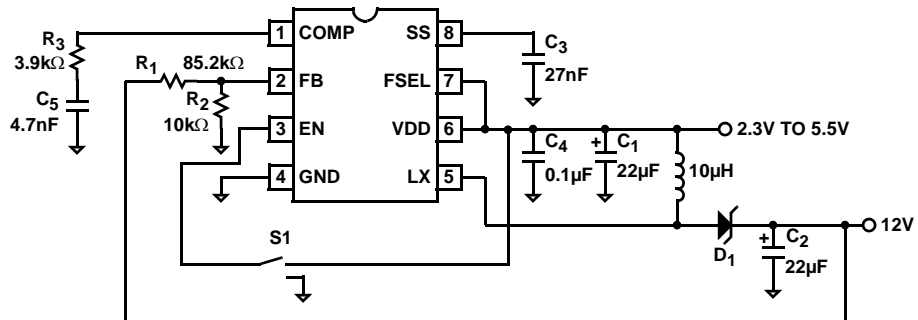 1 COMP
SS 8
R3
3.9kΩ
C5
4.7nF
R1
85.2kΩ
R2
10kΩ
2 FB
FSEL 7
C3
27nF
3 EN
VDD 6
4 GND
LX 5
C4
0.1µF
+ C1
22µF
10µH
2.3V TO 5.5V
S1
D1
+ C2
22µF
12V